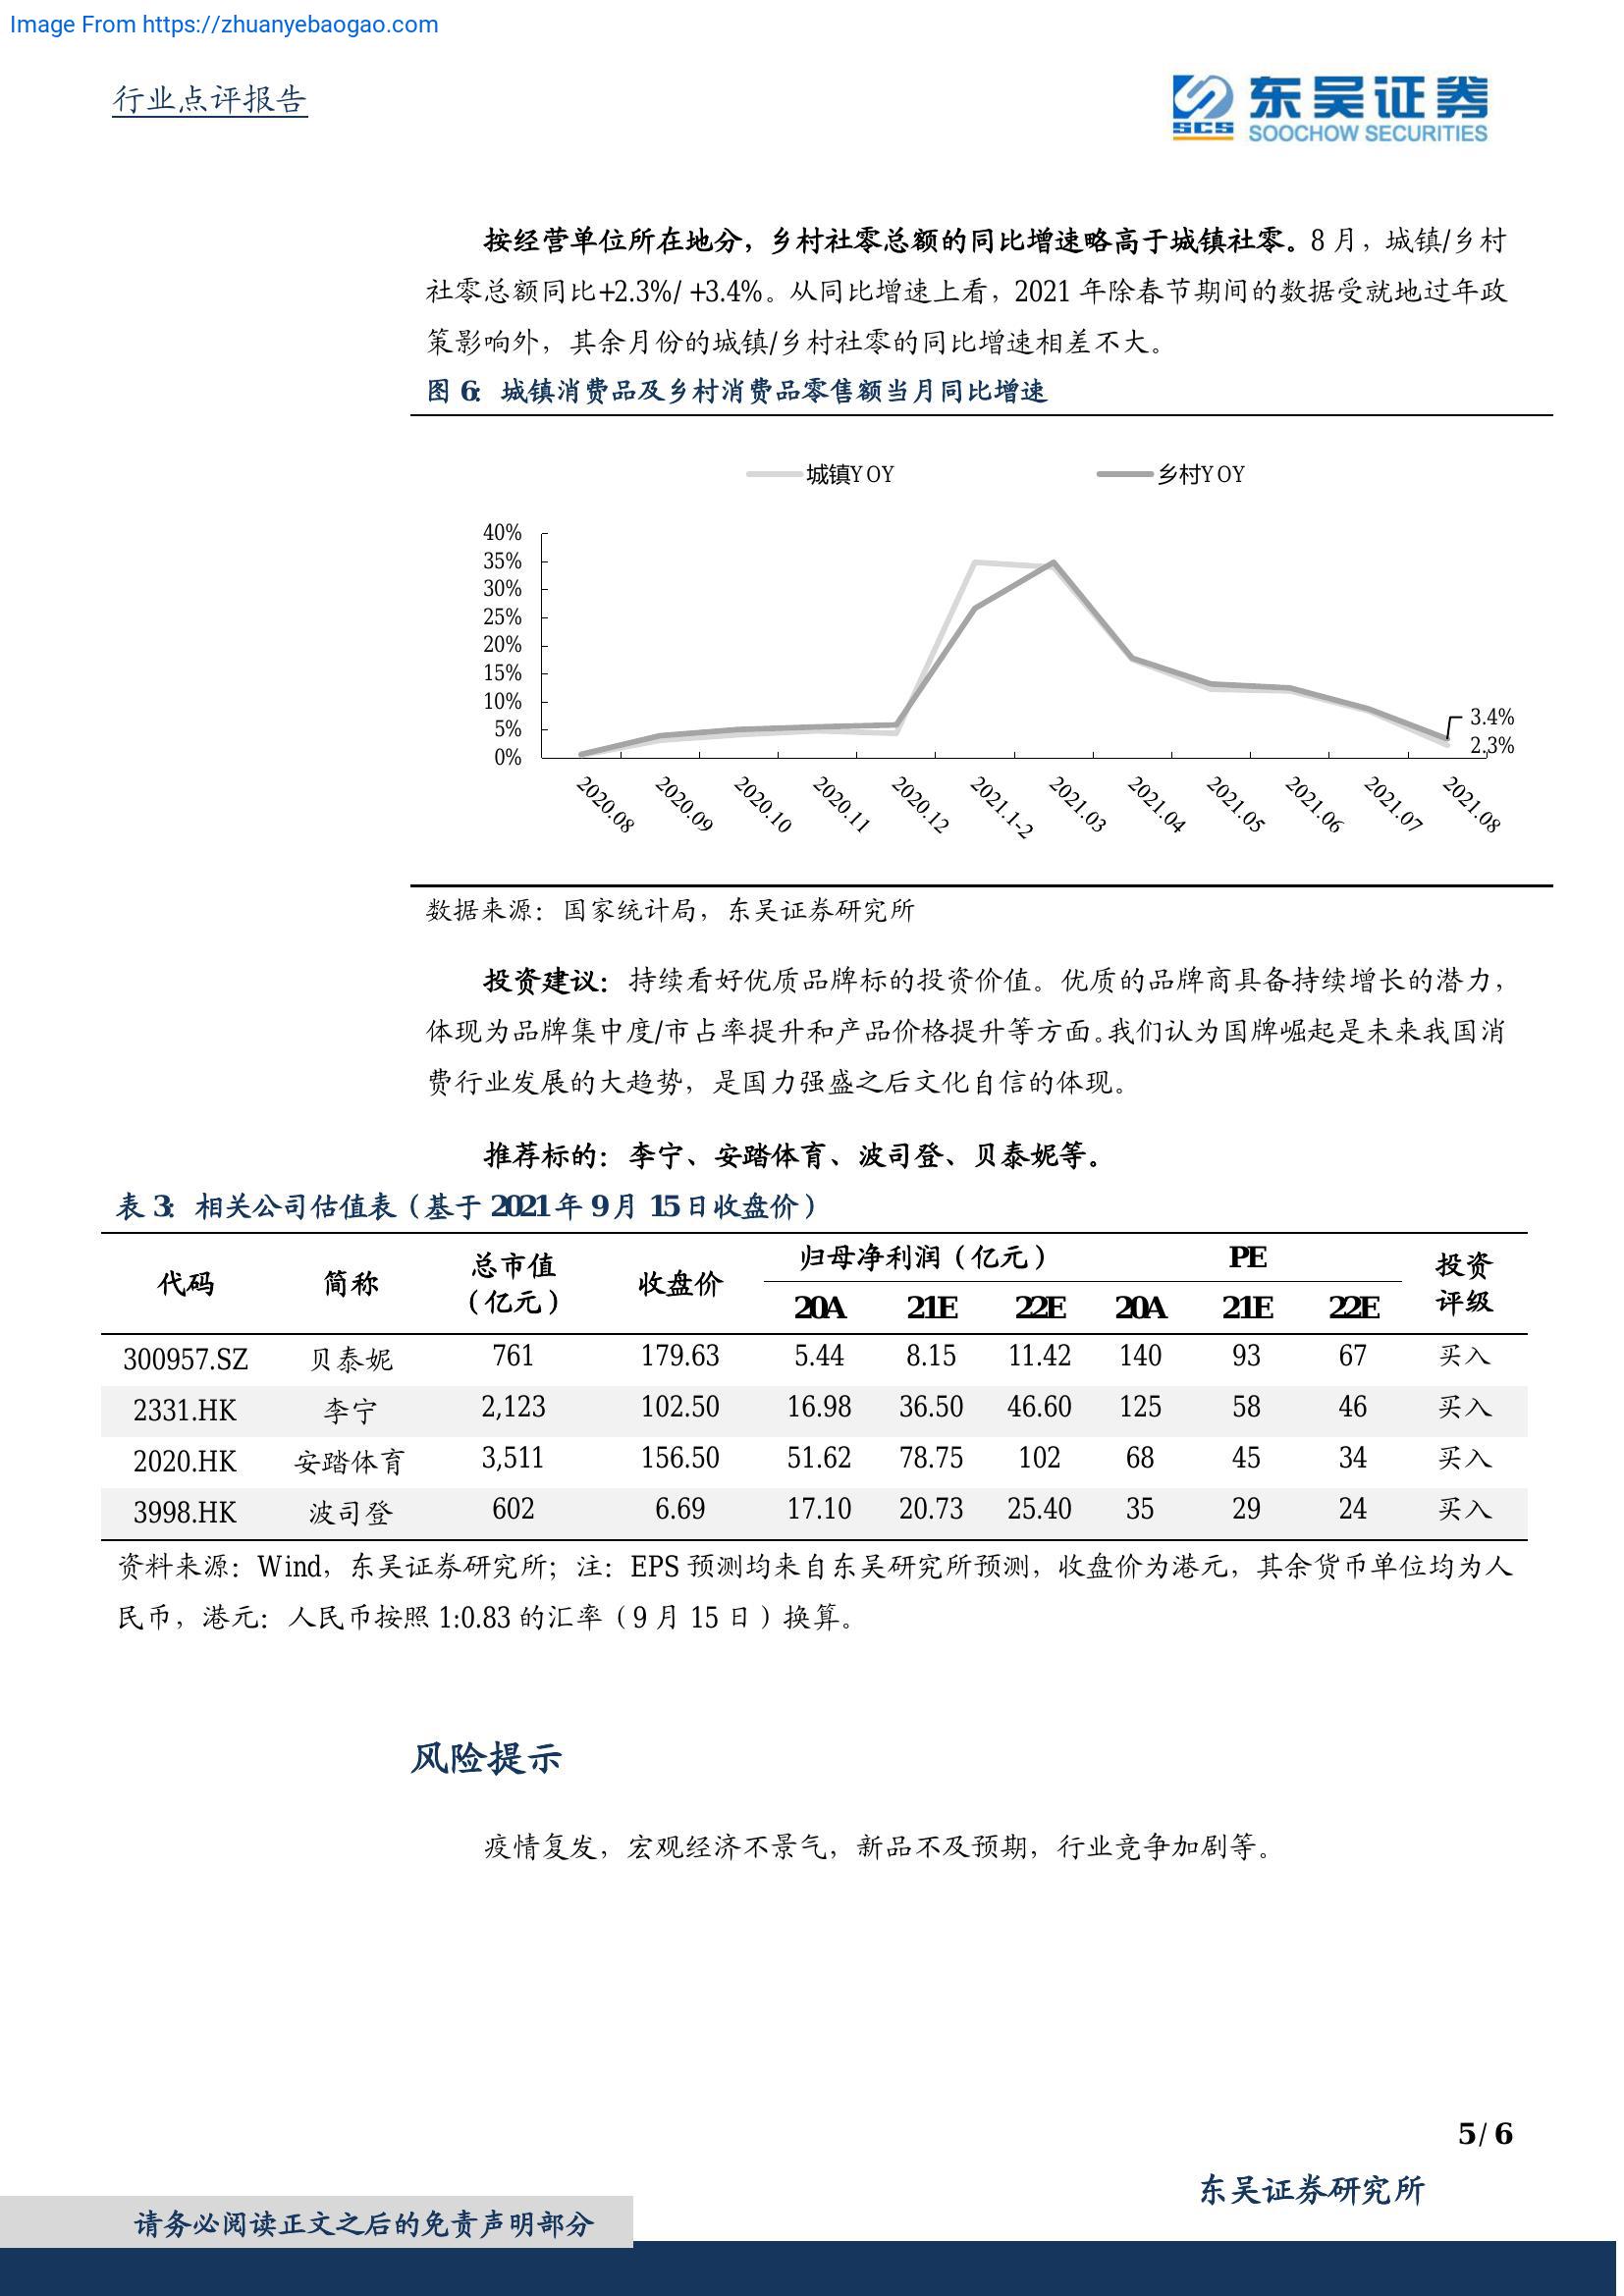 Image From https://zhuanyebaogao.com
行业点评报告
SCS 东吴证券
SOOCHOW SECURITIES
按经营单位所在地分，乡村社零总额的同比增速略高于城镇社零。8 月，城镇/乡村
社零总额同比+2.3%/ +3.4%。从同比增速上看，2021 年除春节期间的数据受就地过年政
策影响外，其余月份的城镇/乡村社零的同比增速相差不大。
图 6：城镇消费品及乡村消费品零售额当月同比增速
城镇YOY 乡村YOY
40%
35%
30%
25%
20%
15%
10%
5%
0%
3.4%
2.3%
2020.08 2020.09 2020.10 2020.11 2020.12 2021.1-2 2021.03 2021.04 2021.05 2021.06 2021.07 2021.08
数据来源：国家统计局，东吴证券研究所
投资建议：持续看好优质品牌标的投资价值。优质的品牌商具备持续增长的潜力，
体现为品牌集中度/市占率提升和产品价格提升等方面。我们认为国牌崛起是未来我国消
费行业发展的大趋势，是国力强盛之后文化自信的体现。
推荐标的：李宁、安踏体育、波司登、贝泰妮等。
表 3：相关公司估值表（基于 2021 年 9 月 15 日收盘价）
代码 简称 总市值（亿元） 收盘价 归母净利润（亿元） PE 投资评级
20A 21E 22E 20A 21E 22E
300957.SZ 贝泰妮 761 179.63 5.44 8.15 11.42 140 93 67 买入
2331.HK 李宁 2,123 102.50 16.98 36.50 46.60 125 58 46 买入
2020.HK 安踏体育 3,511 156.50 51.62 78.75 102 68 45 34 买入
3998.HK 波司登 602 6.69 17.10 20.73 25.40 35 29 24 买入
资料来源：Wind，东吴证券研究所；注：EPS 预测均来自东吴研究所预测，收盘价为港元，其余货币单位均为人
民币，港元：人民币按照 1:0.83 的汇率（9 月 15 日）换算。
风险提示
疫情复发，宏观经济不景气，新品不及预期，行业竞争加剧等。
5/ 6
东吴证券研究所
请务必阅读正文之后的免责声明部分